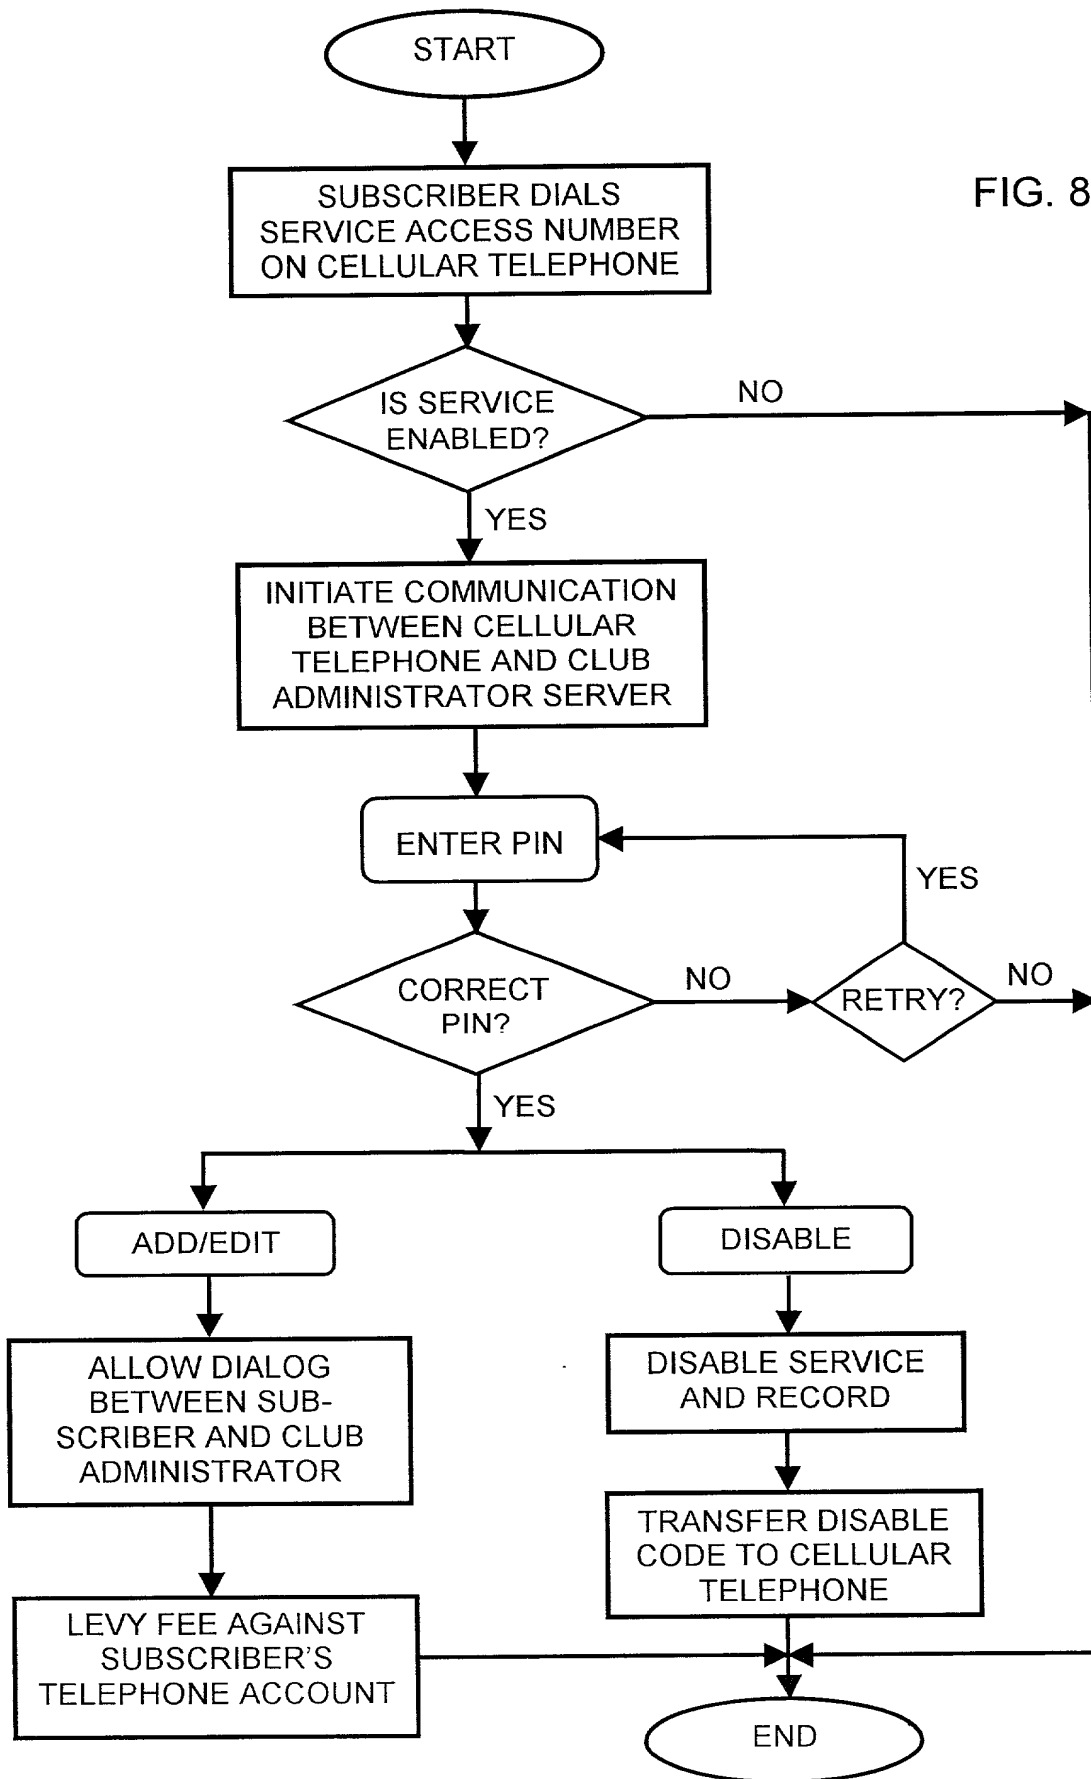 START
FIG. 8
SUBSCRIBER DIALS
SERVICE ACCESS NUMBER
ON CELLULAR TELEPHONE
IS SERVICE
ENABLED?
NO
YES
INITIATE COMMUNICATION
BETWEEN CELLULAR
TELEPHONE AND CLUB
ADMINISTRATOR SERVER
ENTER PIN
YES
CORRECT
PIN?
NO
RETRY?
NO
YES
ADD/EDIT
DISABLE
ALLOW DIALOG
BETWEEN SUB-
SCRIBER AND CLUB
ADMINISTRATOR
DISABLE SERVICE
AND RECORD
TRANSFER DISABLE
CODE TO CELLULAR
TELEPHONE
LEVY FEE AGAINST
SUBSCRIBER'S
TELEPHONE ACCOUNT
END